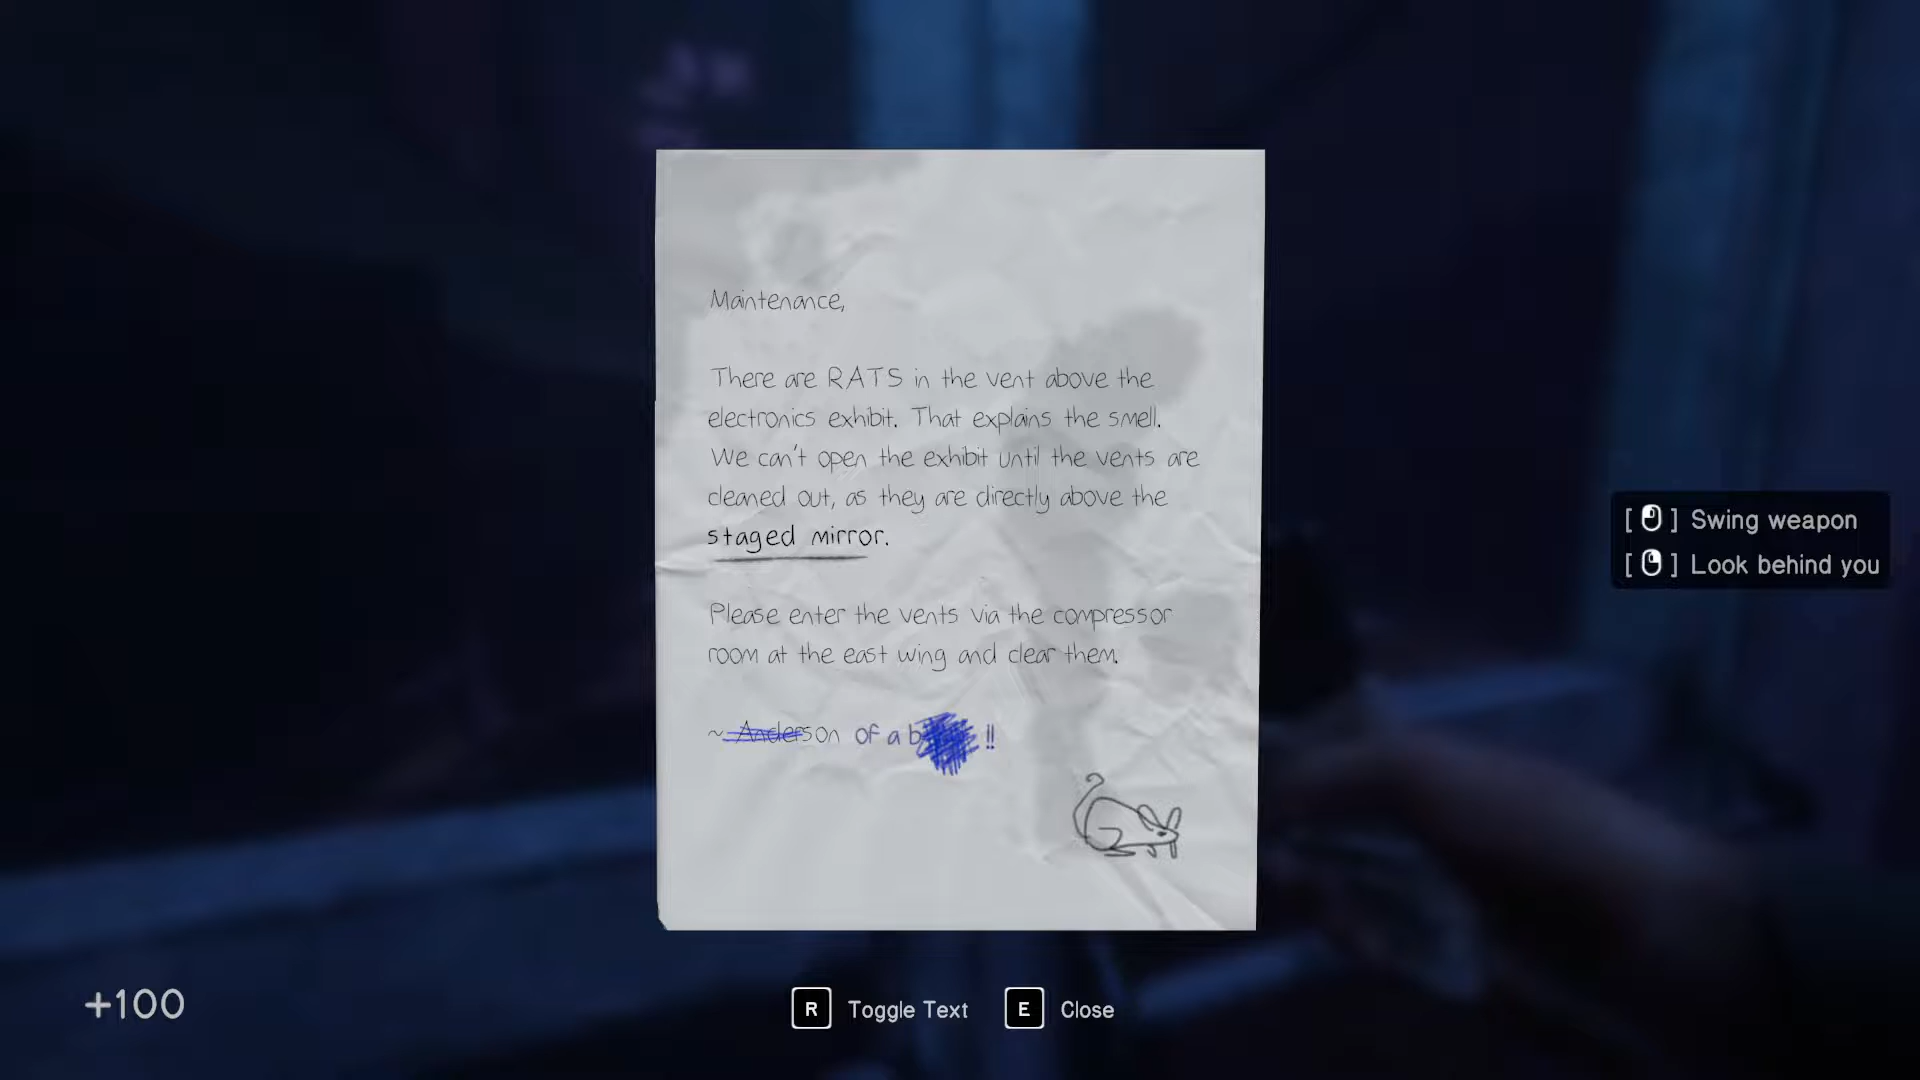 Maintenance,
There are RATS in the vent above the
electronics exhibit. That explains the smell.
We can't open the exhibit until the vents are
cleaned out, as they are directly above the
staged mirror.
Please enter the vents via the compressor
room at the east wing and clear them.
~ Anderson of a b !!
[ ] Swing weapon
[ ] Look behind you
+100
R Toggle Text E Close